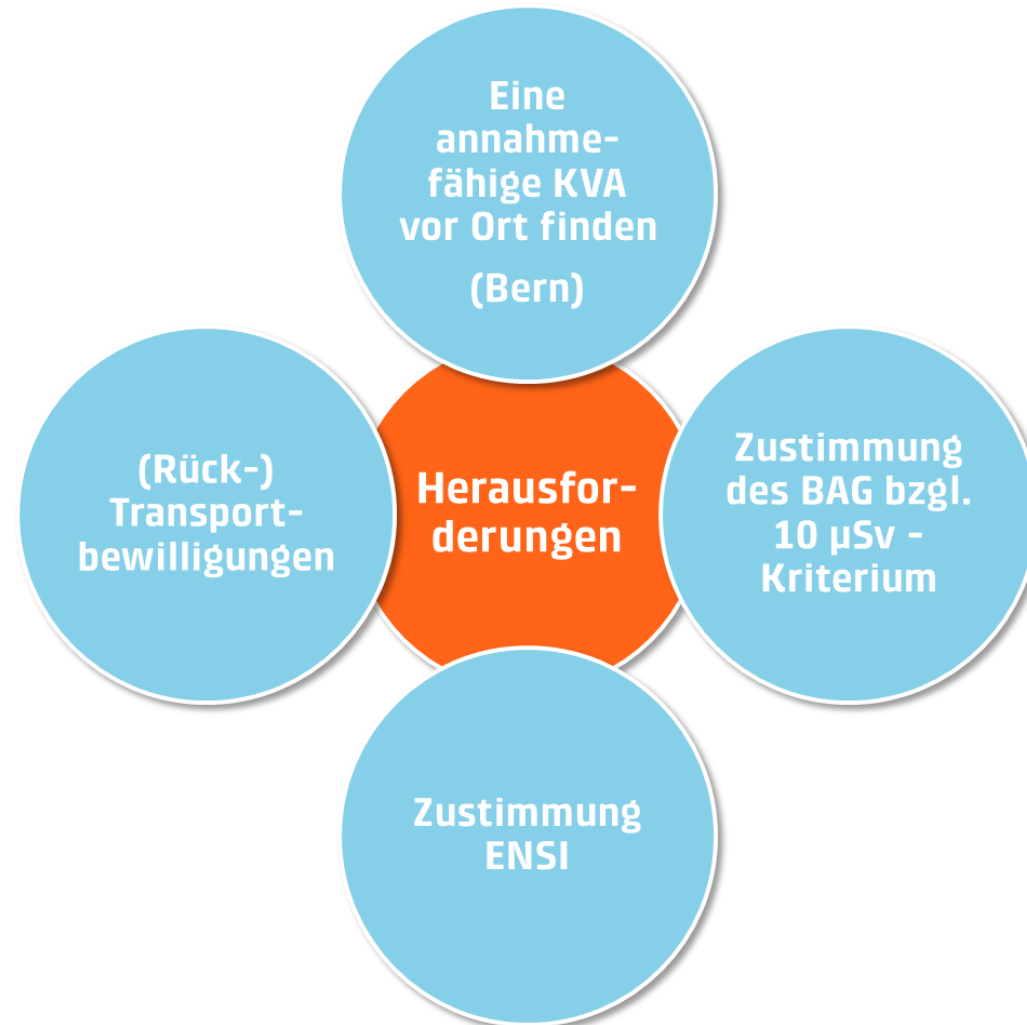 Eine
annahme-
fähige KVA
vor Ort finden
(Bern)
(Rück-)
Transport-
bewilligungen
Herausfor-
derungen
Zustimmung
des BAG bzgl.
10 µSv -
Kriterium
Zustimmung
ENSI